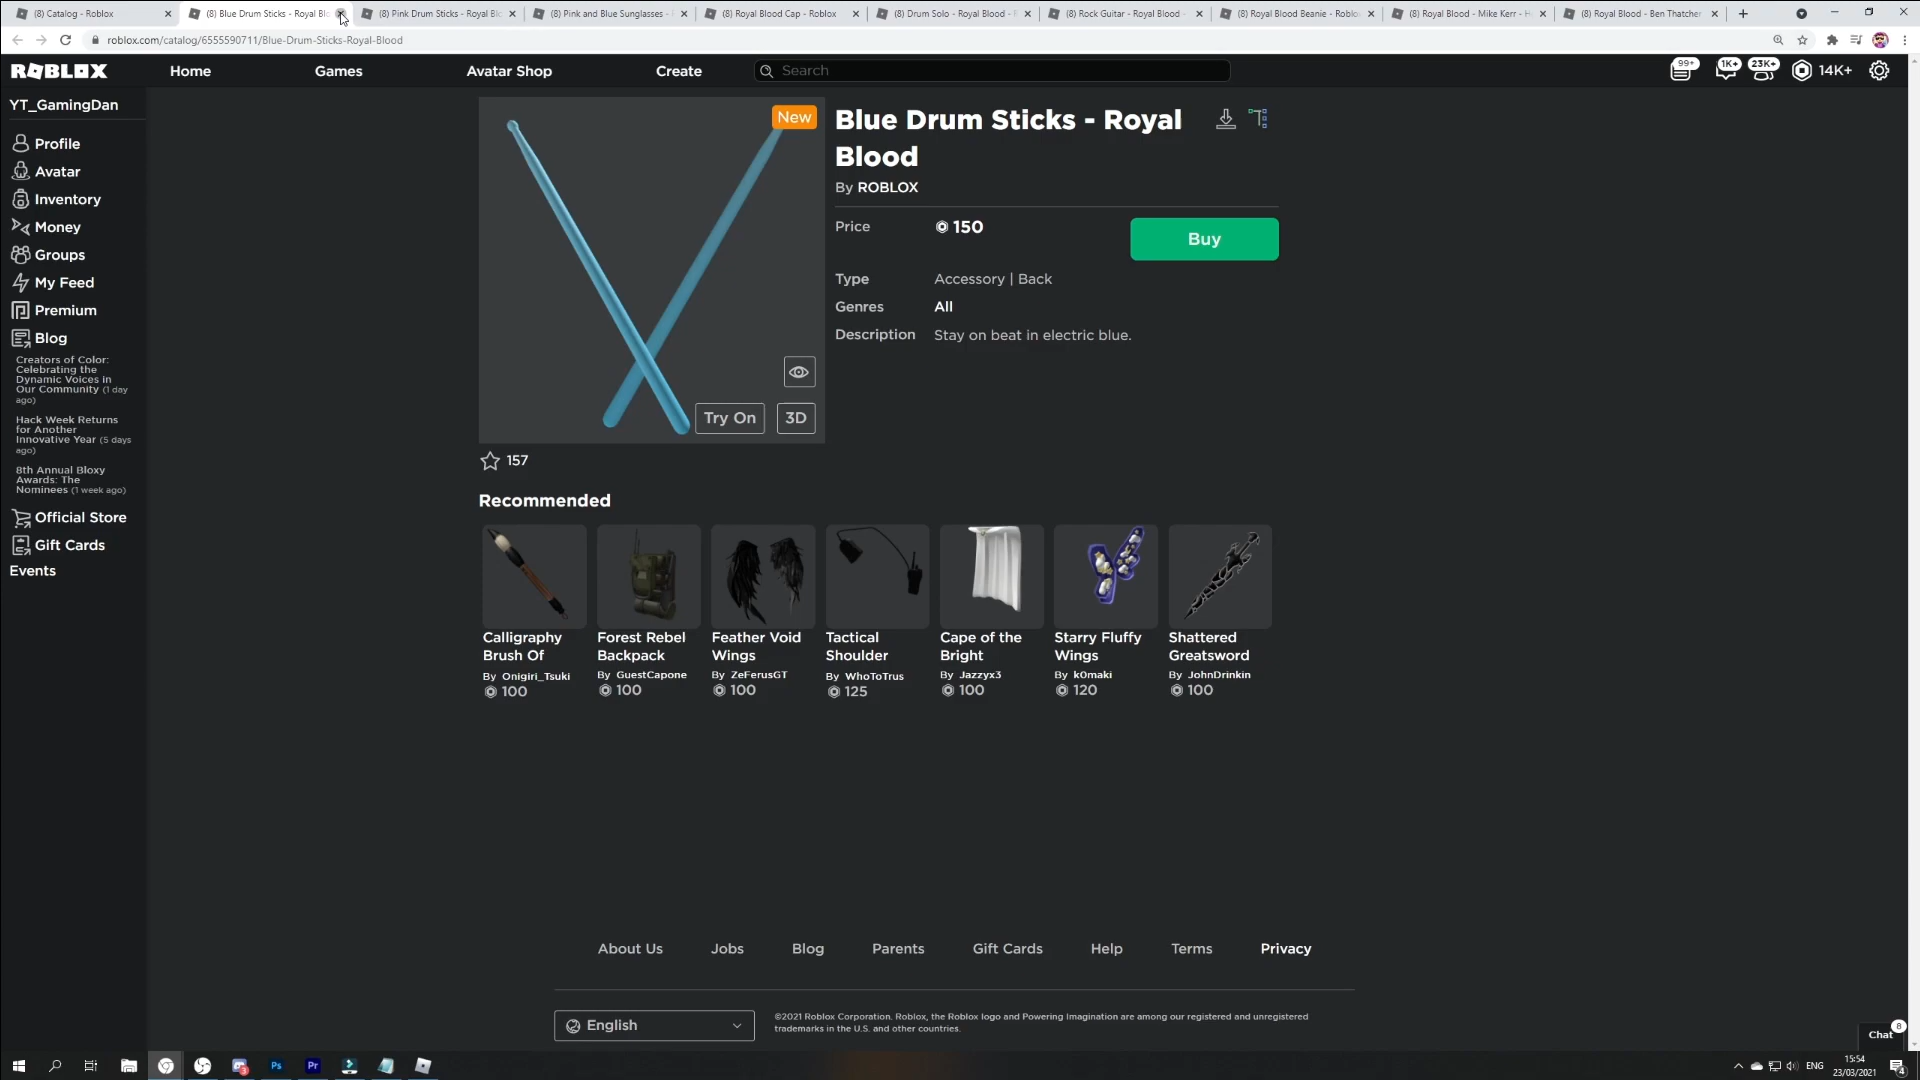 (8) Catalog - Roblox
(8) Blue Drum Sticks - Royal Blo
(8) Pink Drum Sticks - Royal Blo
(8) Pink and Blue Sunglasses -
(8) Royal Blood Cap - Roblox
(8) Drum Solo - Royal Blood -
(8) Rock Guitar - Royal Blood -
(8) Royal Blood Beanie - Roblox
(8) Royal Blood - Mike Kerr -
(8) Royal Blood - Ben Thatcher
roblox.com/catalog/6555590711/Blue-Drum-Sticks-Royal-Blood
ROBLOX
Home
Games
Avatar Shop
Create
Search
99+
1K+
23K+
14K+
YT_GamingDan
Profile
Avatar
Inventory
Money
Groups
My Feed
Premium
Blog
Creators of Color:
Celebrating the
Dynamic Voices in
Our Community (1 day
ago)
Hack Week Returns
for Another
Innovative Year (5 days
ago)
8th Annual Bloxy
Awards: The
Nominees (1 week ago)
Official Store
Gift Cards
Events
New
Try On
3D
157
Blue Drum Sticks - Royal
Blood
By ROBLOX
Price
150
Buy
Type
Accessory | Back
Genres
All
Description
Stay on beat in electric blue.
Recommended
Calligraphy
Brush Of
By Onigiri_Tsuki
100
Forest Rebel
Backpack
By GuestCapone
100
Feather Void
Wings
By ZeFerusGT
100
Tactical
Shoulder
By WhoToTrus
125
Cape of the
Bright
By Jazzyx3
100
Starry Fluffy
Wings
By k0maki
120
Shattered
Greatsword
By JohnDrinkin
100
About Us
Jobs
Blog
Parents
Gift Cards
Help
Terms
Privacy
English
©2021 Roblox Corporation. Roblox, the Roblox logo and Powering Imagination are among our registered and unregistered
trademarks in the U.S. and other countries.
Chat
8
Ps
Pr
ENG
15:54
23/03/2021
4